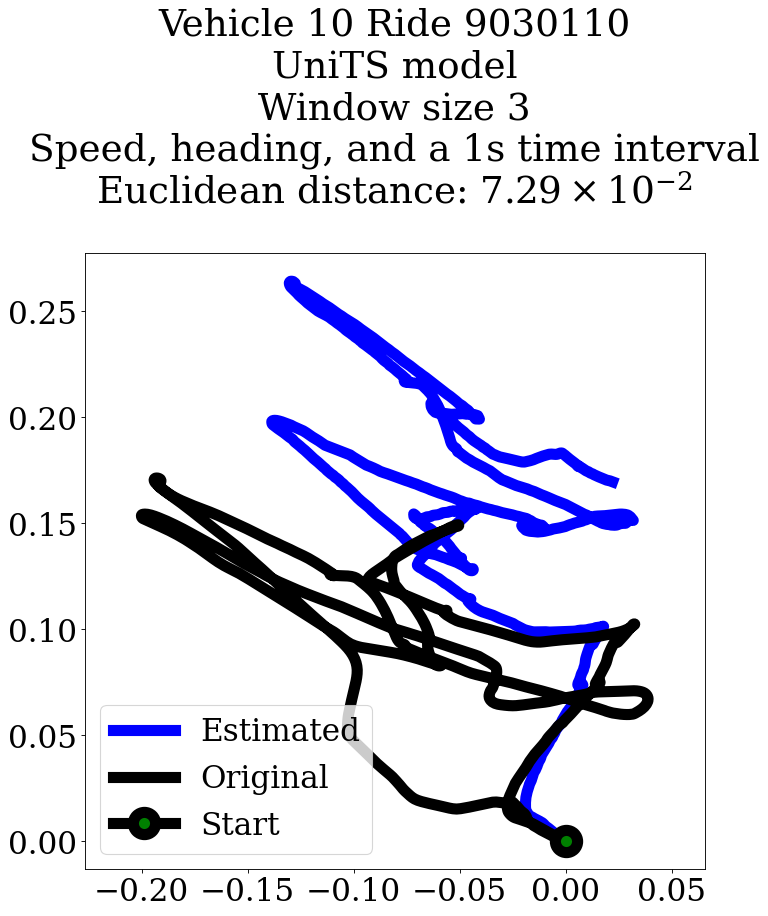 Vehicle 10 Ride 9030110
UniTS model
Window size 3
Speed, heading, and a 1s time interval
Euclidean distance: 7.29 × 10⁻²
0.25
0.20
0.15
0.10
0.05
0.00
Estimated
Original
Start
−0.20 −0.15 −0.10 −0.05 0.00 0.05